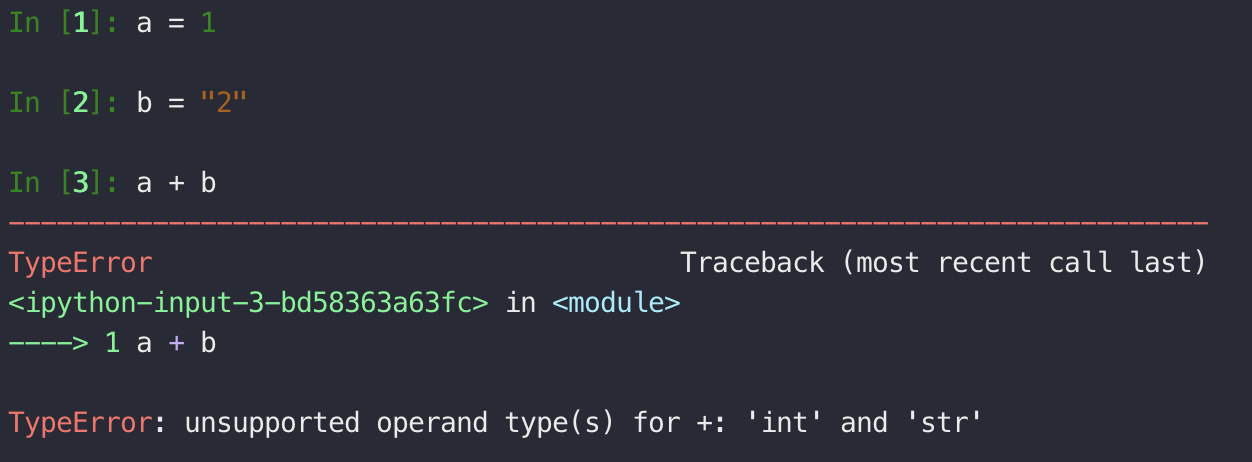 In [1]: a = 1
In [2]: b = "2"
In [3]: a + b
---------------------------------------------------------------------------
TypeError                                 Traceback (most recent call last)
<ipython-input-3-bd58363a63fc> in <module>
----> 1 a + b
TypeError: unsupported operand type(s) for +: 'int' and 'str'